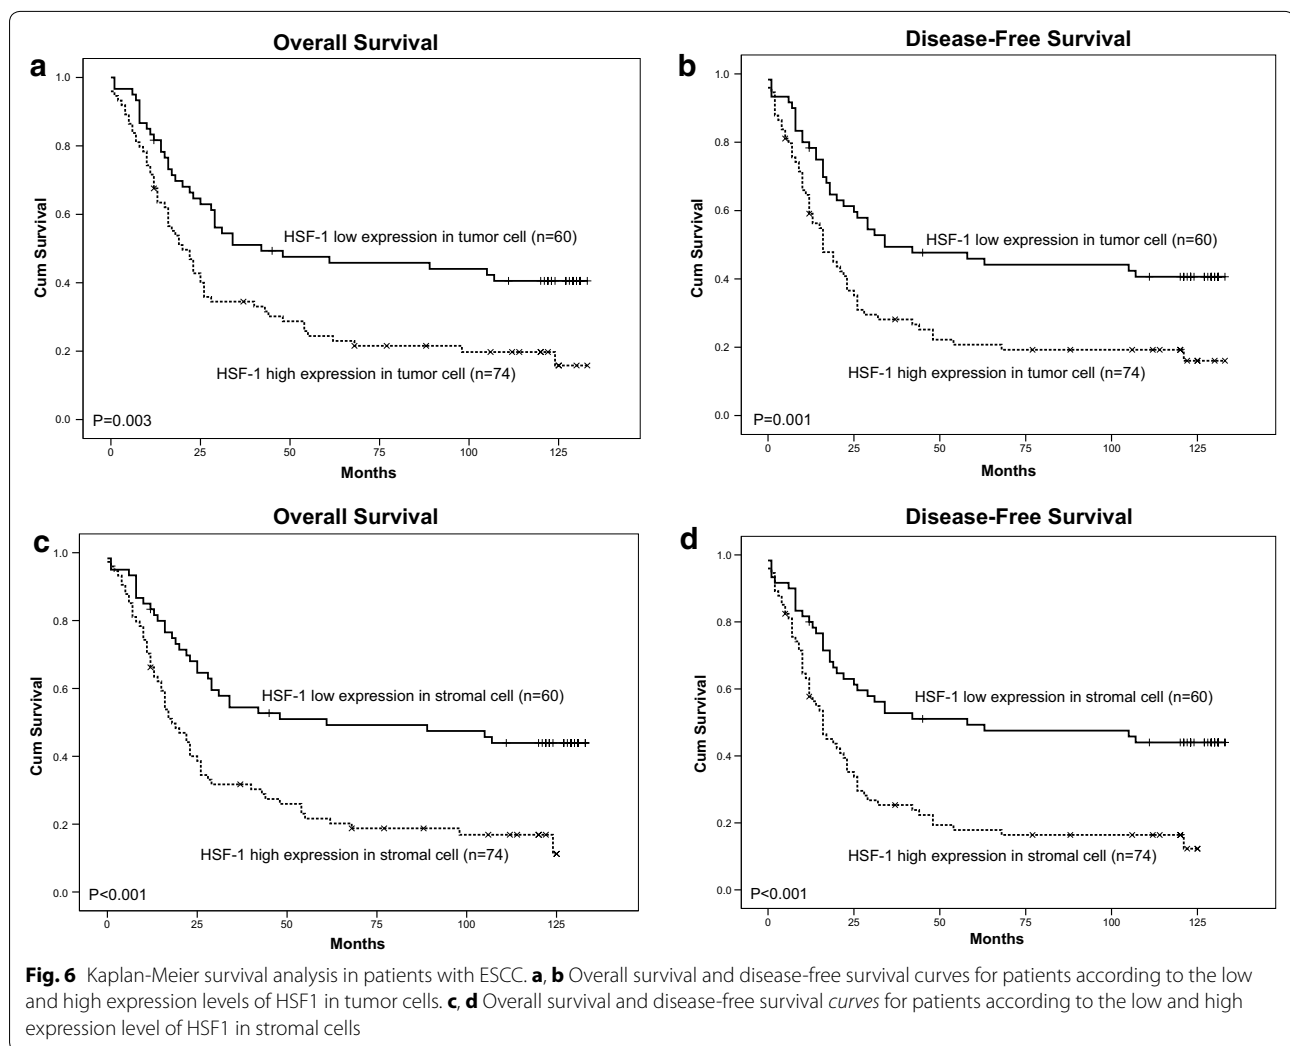 Overall Survival
a
1.0
0.8
0.6
0.4
0.2
0.0
Cum Survival
HSF-1 low expression in tumor cell (n=60)
HSF-1 high expression in tumor cell (n=74)
P=0.003
0 25 50 75 100 125
Months
Disease-Free Survival
b
1.0
0.8
0.6
0.4
0.2
0.0
Cum Survival
HSF-1 low expression in tumor cell (n=60)
HSF-1 high expression in tumor cell (n=74)
P=0.001
0 25 50 75 100 125
Months
Overall Survival
c
1.0
0.8
0.6
0.4
0.2
0.0
Cum Survival
HSF-1 low expression in stromal cell (n=60)
HSF-1 high expression in stromal cell (n=74)
P<0.001
0 25 50 75 100 125
Months
Disease-Free Survival
d
1.0
0.8
0.6
0.4
0.2
0.0
Cum Survival
HSF-1 low expression in stromal cell (n=60)
HSF-1 high expression in stromal cell (n=74)
P<0.001
0 25 50 75 100 125
Months
Fig. 6 Kaplan-Meier survival analysis in patients with ESCC. a, b Overall survival and disease-free survival curves for patients according to the low
and high expression levels of HSF1 in tumor cells. c, d Overall survival and disease-free survival curves for patients according to the low and high
expression level of HSF1 in stromal cells